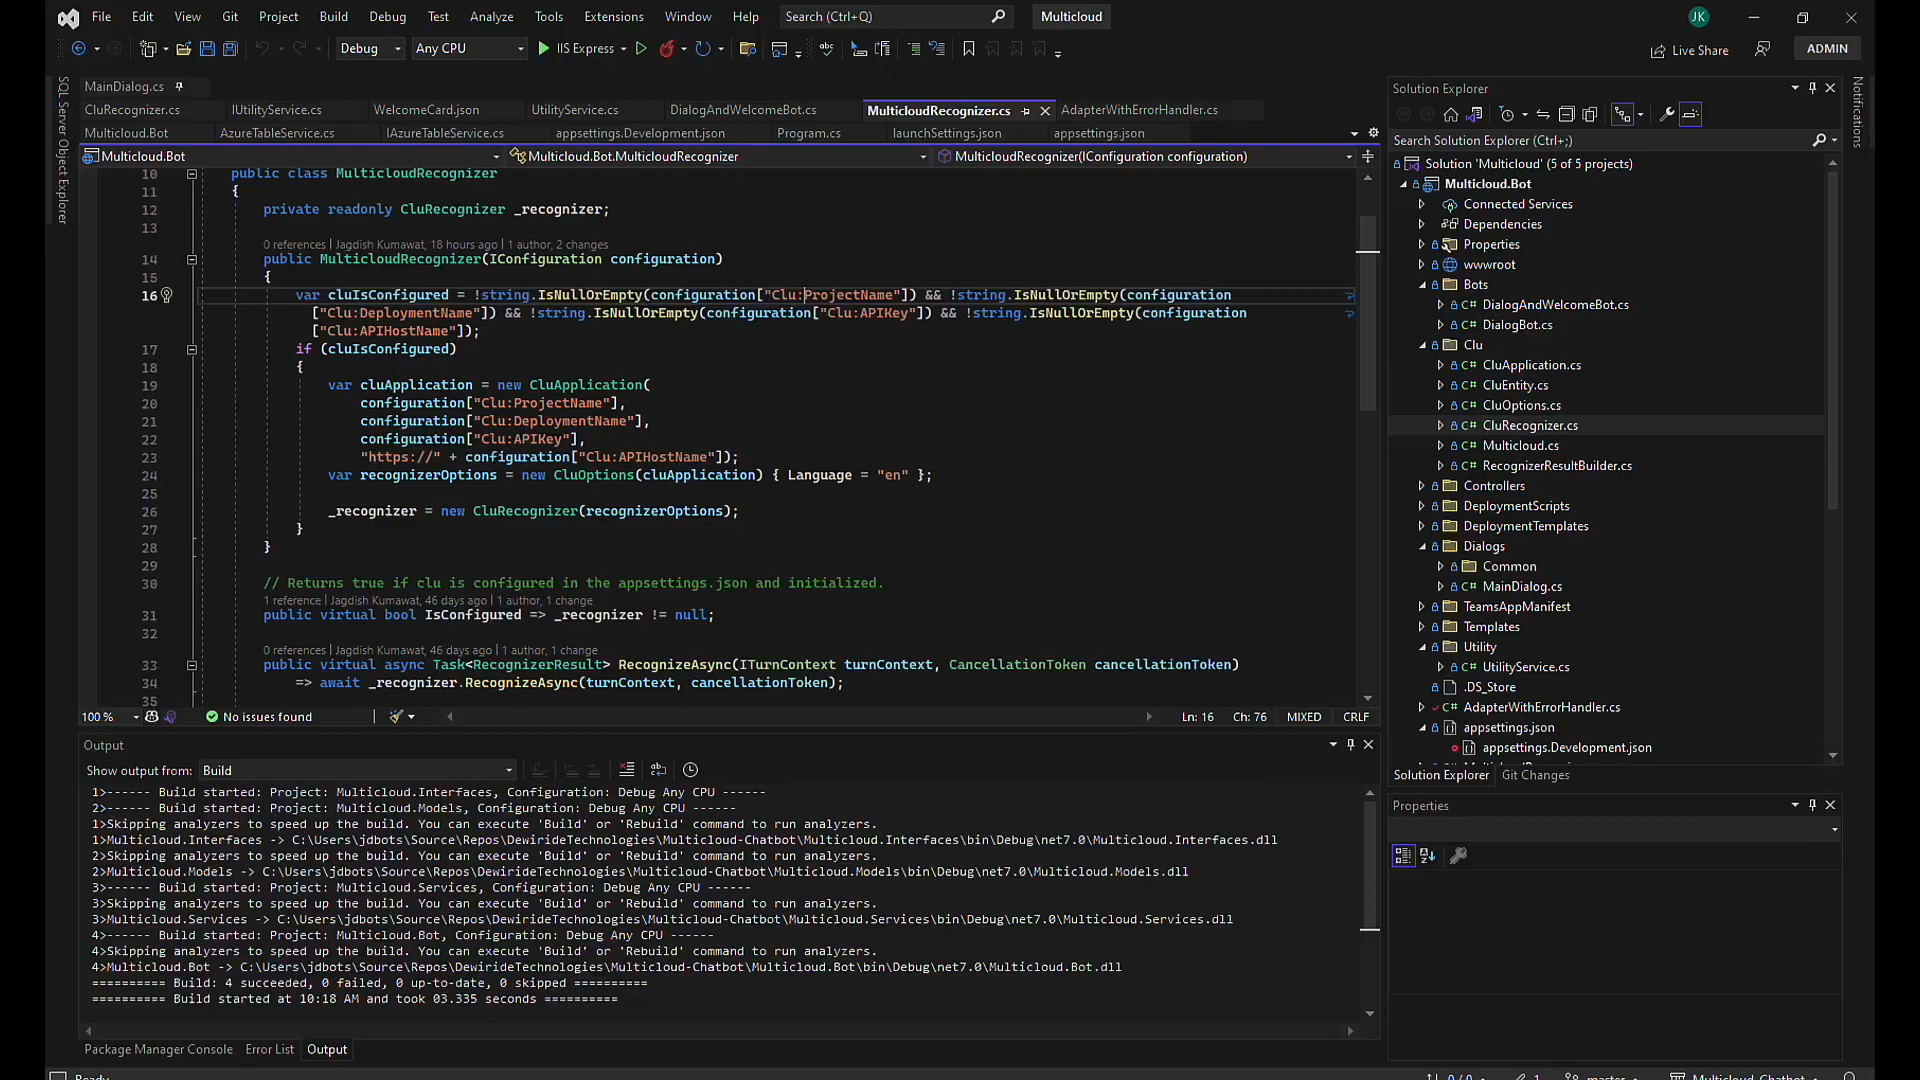 File Edit View Git Project Build Debug Test Analyze Tools Extensions Window Help Search (Ctrl+Q) Multicloud JK
Debug Any CPU IIS Express Live Share ADMIN
SQL Server Object Explorer
Notifications
MainDialog.cs
CluRecognizer.cs IUtilityService.cs WelcomeCard.json UtilityService.cs DialogAndWelcomeBot.cs MulticloudRecognizer.cs AdapterWithErrorHandler.cs
Multicloud.Bot AzureTableService.cs IAzureTableService.cs appsettings.Development.json Program.cs launchSettings.json appsettings.json
Multicloud.Bot Multicloud.Bot.MulticloudRecognizer MulticloudRecognizer(IConfiguration configuration)
10 public class MulticloudRecognizer
11 {
12 private readonly CluRecognizer _recognizer;
13
0 references | Jagdish Kumawat, 18 hours ago | 1 author, 2 changes
14 public MulticloudRecognizer(IConfiguration configuration)
15 {
16 var cluIsConfigured = !string.IsNullOrEmpty(configuration["Clu:ProjectName"]) && !string.IsNullOrEmpty(configuration
["Clu:DeploymentName"]) && !string.IsNullOrEmpty(configuration["Clu:APIKey"]) && !string.IsNullOrEmpty(configuration
["Clu:APIHostName"]);
17 if (cluIsConfigured)
18 {
19 var cluApplication = new CluApplication(
20 configuration["Clu:ProjectName"],
21 configuration["Clu:DeploymentName"],
22 configuration["Clu:APIKey"],
23 "https://" + configuration["Clu:APIHostName"]);
24 var recognizerOptions = new CluOptions(cluApplication) { Language = "en" };
25
26 _recognizer = new CluRecognizer(recognizerOptions);
27 }
28 }
29
30 // Returns true if clu is configured in the appsettings.json and initialized.
1 reference | Jagdish Kumawat, 46 days ago | 1 author, 1 change
31 public virtual bool IsConfigured => _recognizer != null;
32
0 references | Jagdish Kumawat, 46 days ago | 1 author, 1 change
33 public virtual async Task<RecognizerResult> RecognizeAsync(ITurnContext turnContext, CancellationToken cancellationToken)
34 => await _recognizer.RecognizeAsync(turnContext, cancellationToken);
35
100 % No issues found Ln: 16 Ch: 76 MIXED CRLF
Output
Show output from: Build
1>------ Build started: Project: Multicloud.Interfaces, Configuration: Debug Any CPU ------
2>------ Build started: Project: Multicloud.Models, Configuration: Debug Any CPU ------
1>Skipping analyzers to speed up the build. You can execute 'Build' or 'Rebuild' command to run analyzers.
1>Multicloud.Interfaces -> C:\Users\jdbots\Source\Repos\DewirideTechnologies\Multicloud-Chatbot\Multicloud.Interfaces\bin\Debug\net7.0\Multicloud.Interfaces.dll
2>Skipping analyzers to speed up the build. You can execute 'Build' or 'Rebuild' command to run analyzers.
2>Multicloud.Models -> C:\Users\jdbots\Source\Repos\DewirideTechnologies\Multicloud-Chatbot\Multicloud.Models\bin\Debug\net7.0\Multicloud.Models.dll
3>------ Build started: Project: Multicloud.Services, Configuration: Debug Any CPU ------
3>Skipping analyzers to speed up the build. You can execute 'Build' or 'Rebuild' command to run analyzers.
3>Multicloud.Services -> C:\Users\jdbots\Source\Repos\DewirideTechnologies\Multicloud-Chatbot\Multicloud.Services\bin\Debug\net7.0\Multicloud.Services.dll
4>------ Build started: Project: Multicloud.Bot, Configuration: Debug Any CPU ------
4>Skipping analyzers to speed up the build. You can execute 'Build' or 'Rebuild' command to run analyzers.
4>Multicloud.Bot -> C:\Users\jdbots\Source\Repos\DewirideTechnologies\Multicloud-Chatbot\Multicloud.Bot\bin\Debug\net7.0\Multicloud.Bot.dll
========== Build: 4 succeeded, 0 failed, 0 up-to-date, 0 skipped ==========
========== Build started at 10:18 AM and took 03.335 seconds ==========
Package Manager Console Error List Output
Solution Explorer
Search Solution Explorer (Ctrl+;)
Solution 'Multicloud' (5 of 5 projects)
Multicloud.Bot
Connected Services
Dependencies
Properties
wwwroot
Bots
C# DialogAndWelcomeBot.cs
C# DialogBot.cs
Clu
C# CluApplication.cs
C# CluEntity.cs
C# CluOptions.cs
C# CluRecognizer.cs
C# Multicloud.cs
C# RecognizerResultBuilder.cs
Controllers
DeploymentScripts
DeploymentTemplates
Dialogs
Common
C# MainDialog.cs
TeamsAppManifest
Templates
Utility
C# UtilityService.cs
.DS_Store
C# AdapterWithErrorHandler.cs
appsettings.json
appsettings.Development.json
Solution Explorer Git Changes
Properties
Ready 0 / 0 1 master Multicloud-Chatbot